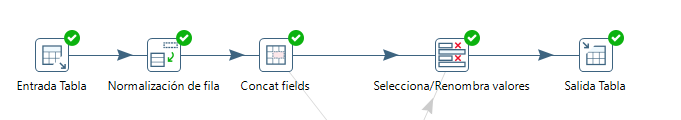 Entrada Tabla
Normalización de fila
Concat fields
Selecciona/Renombra valores
Salida Tabla